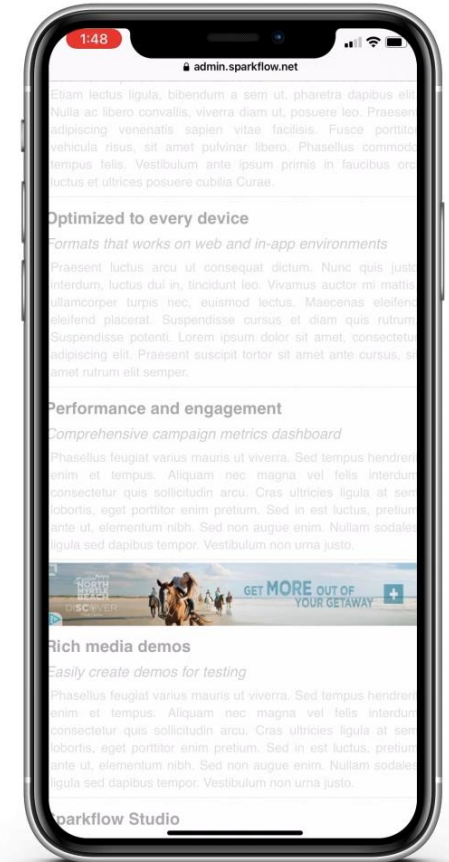 1:48
admin.sparkflow.net
Etiam lectus ligula, bibendum a sem ut, pharetra dapibus elit.
Nulla ac libero convallis, viverra diam ut, posuere leo. Praesent
adipiscing venenatis sapien vitae facilisis. Fusce porttitor
vehicula risus, sit amet pulvinar libero. Phasellus commodo
tempus felis. Vestibulum ante ipsum primis in faucibus orci
luctus et ultrices posuere cubilia Curae.
Optimized to every device
Formats that works on web and in-app environments
Praesent luctus arcu ut consequat dictum. Nunc quis justo
interdum, luctus dui in, tincidunt leo. Vivamus auctor mi mattis,
ullamcorper turpis nec, euismod lectus. Maecenas eleifend
eleifend placerat. Suspendisse cursus et diam quis rutrum.
Suspendisse potenti. Lorem ipsum dolor sit amet, consectetur
adipiscing elit. Praesent suscipit tortor sit amet ante cursus, sit
amet rutrum elit semper.
Performance and engagement
Comprehensive campaign metrics dashboard
Phasellus feugiat varius mauris ut viverra. Sed tempus hendrerit
enim et tempus. Aliquam nec magna vel felis interdum
consectetur quis sollicitudin arcu. Cras ultricies ligula at sem
lobortis, eget porttitor enim pretium. Sed in est luctus, pretium
ante ut, elementum nibh. Sed non augue enim. Nullam sodales
ligula sed dapibus tempor. Vestibulum non urna justo.
NORTH
MYRTLE
BEACH
DISCOVER
GET MORE OUT OF
YOUR GETAWAY
Rich media demos
Easily create demos for testing
Phasellus feugiat varius mauris ut viverra. Sed tempus hendrerit
enim et tempus. Aliquam nec magna vel felis interdum
consectetur quis sollicitudin arcu. Cras ultricies ligula at sem
lobortis, eget porttitor enim pretium. Sed in est luctus, pretium
ante ut, elementum nibh. Sed non augue enim. Nullam sodales
ligula sed dapibus tempor. Vestibulum non urna justo.
Sparkflow Studio